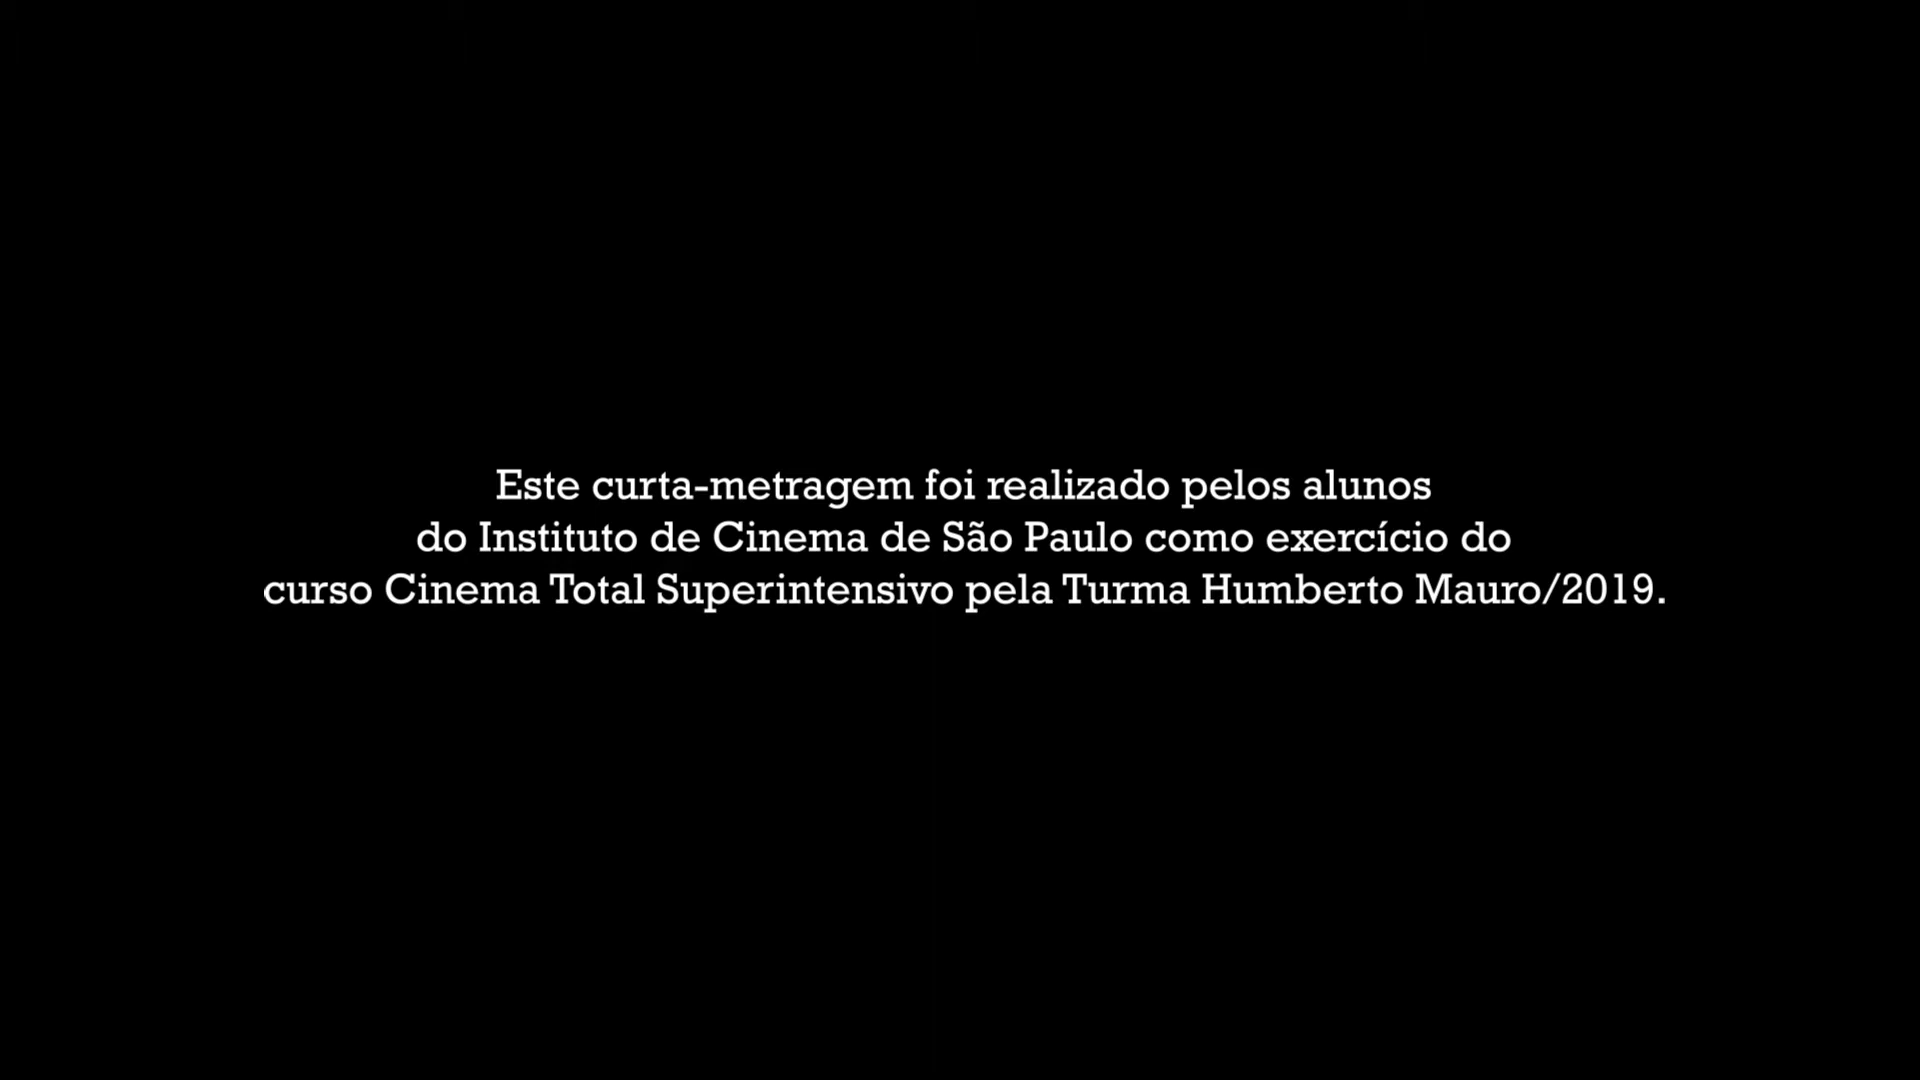 Este curta-metragem foi realizado pelos alunos
do Instituto de Cinema de São Paulo como exercício do
curso Cinema Total Superintensivo pela Turma Humberto Mauro/2019.